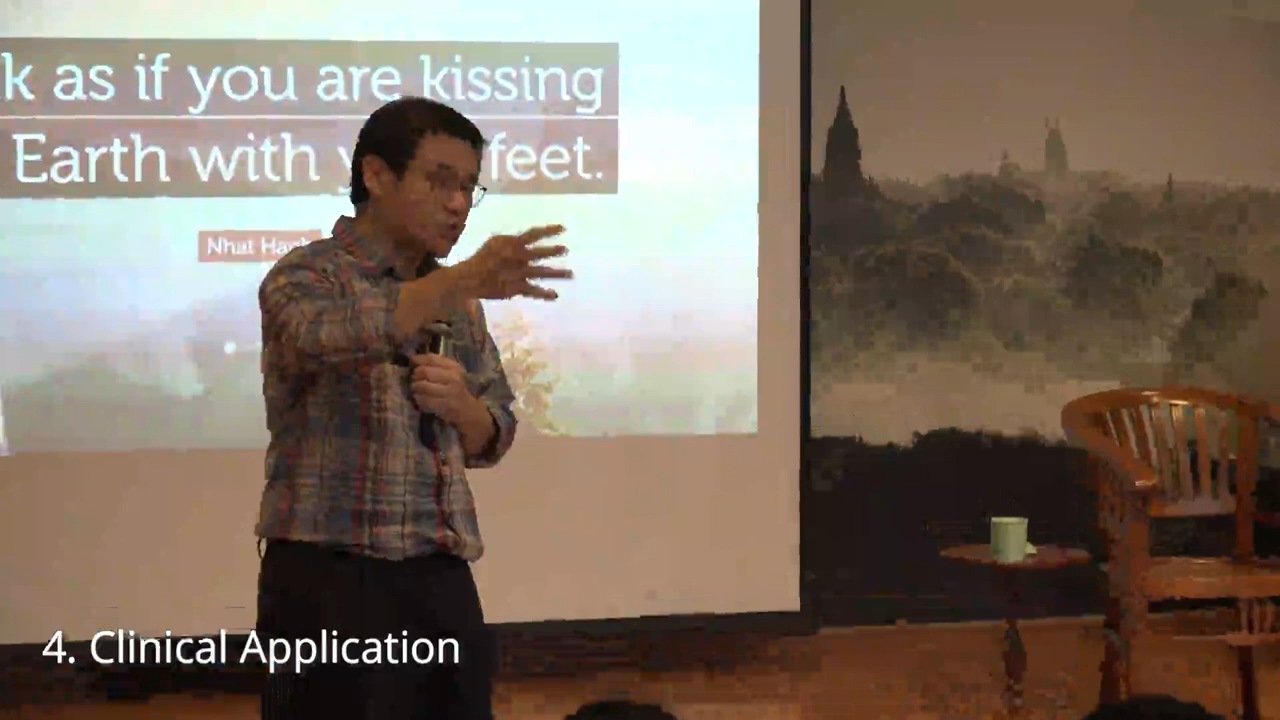 k as if you are kissing
Earth with feet.
Nhat
4. Clinical Application